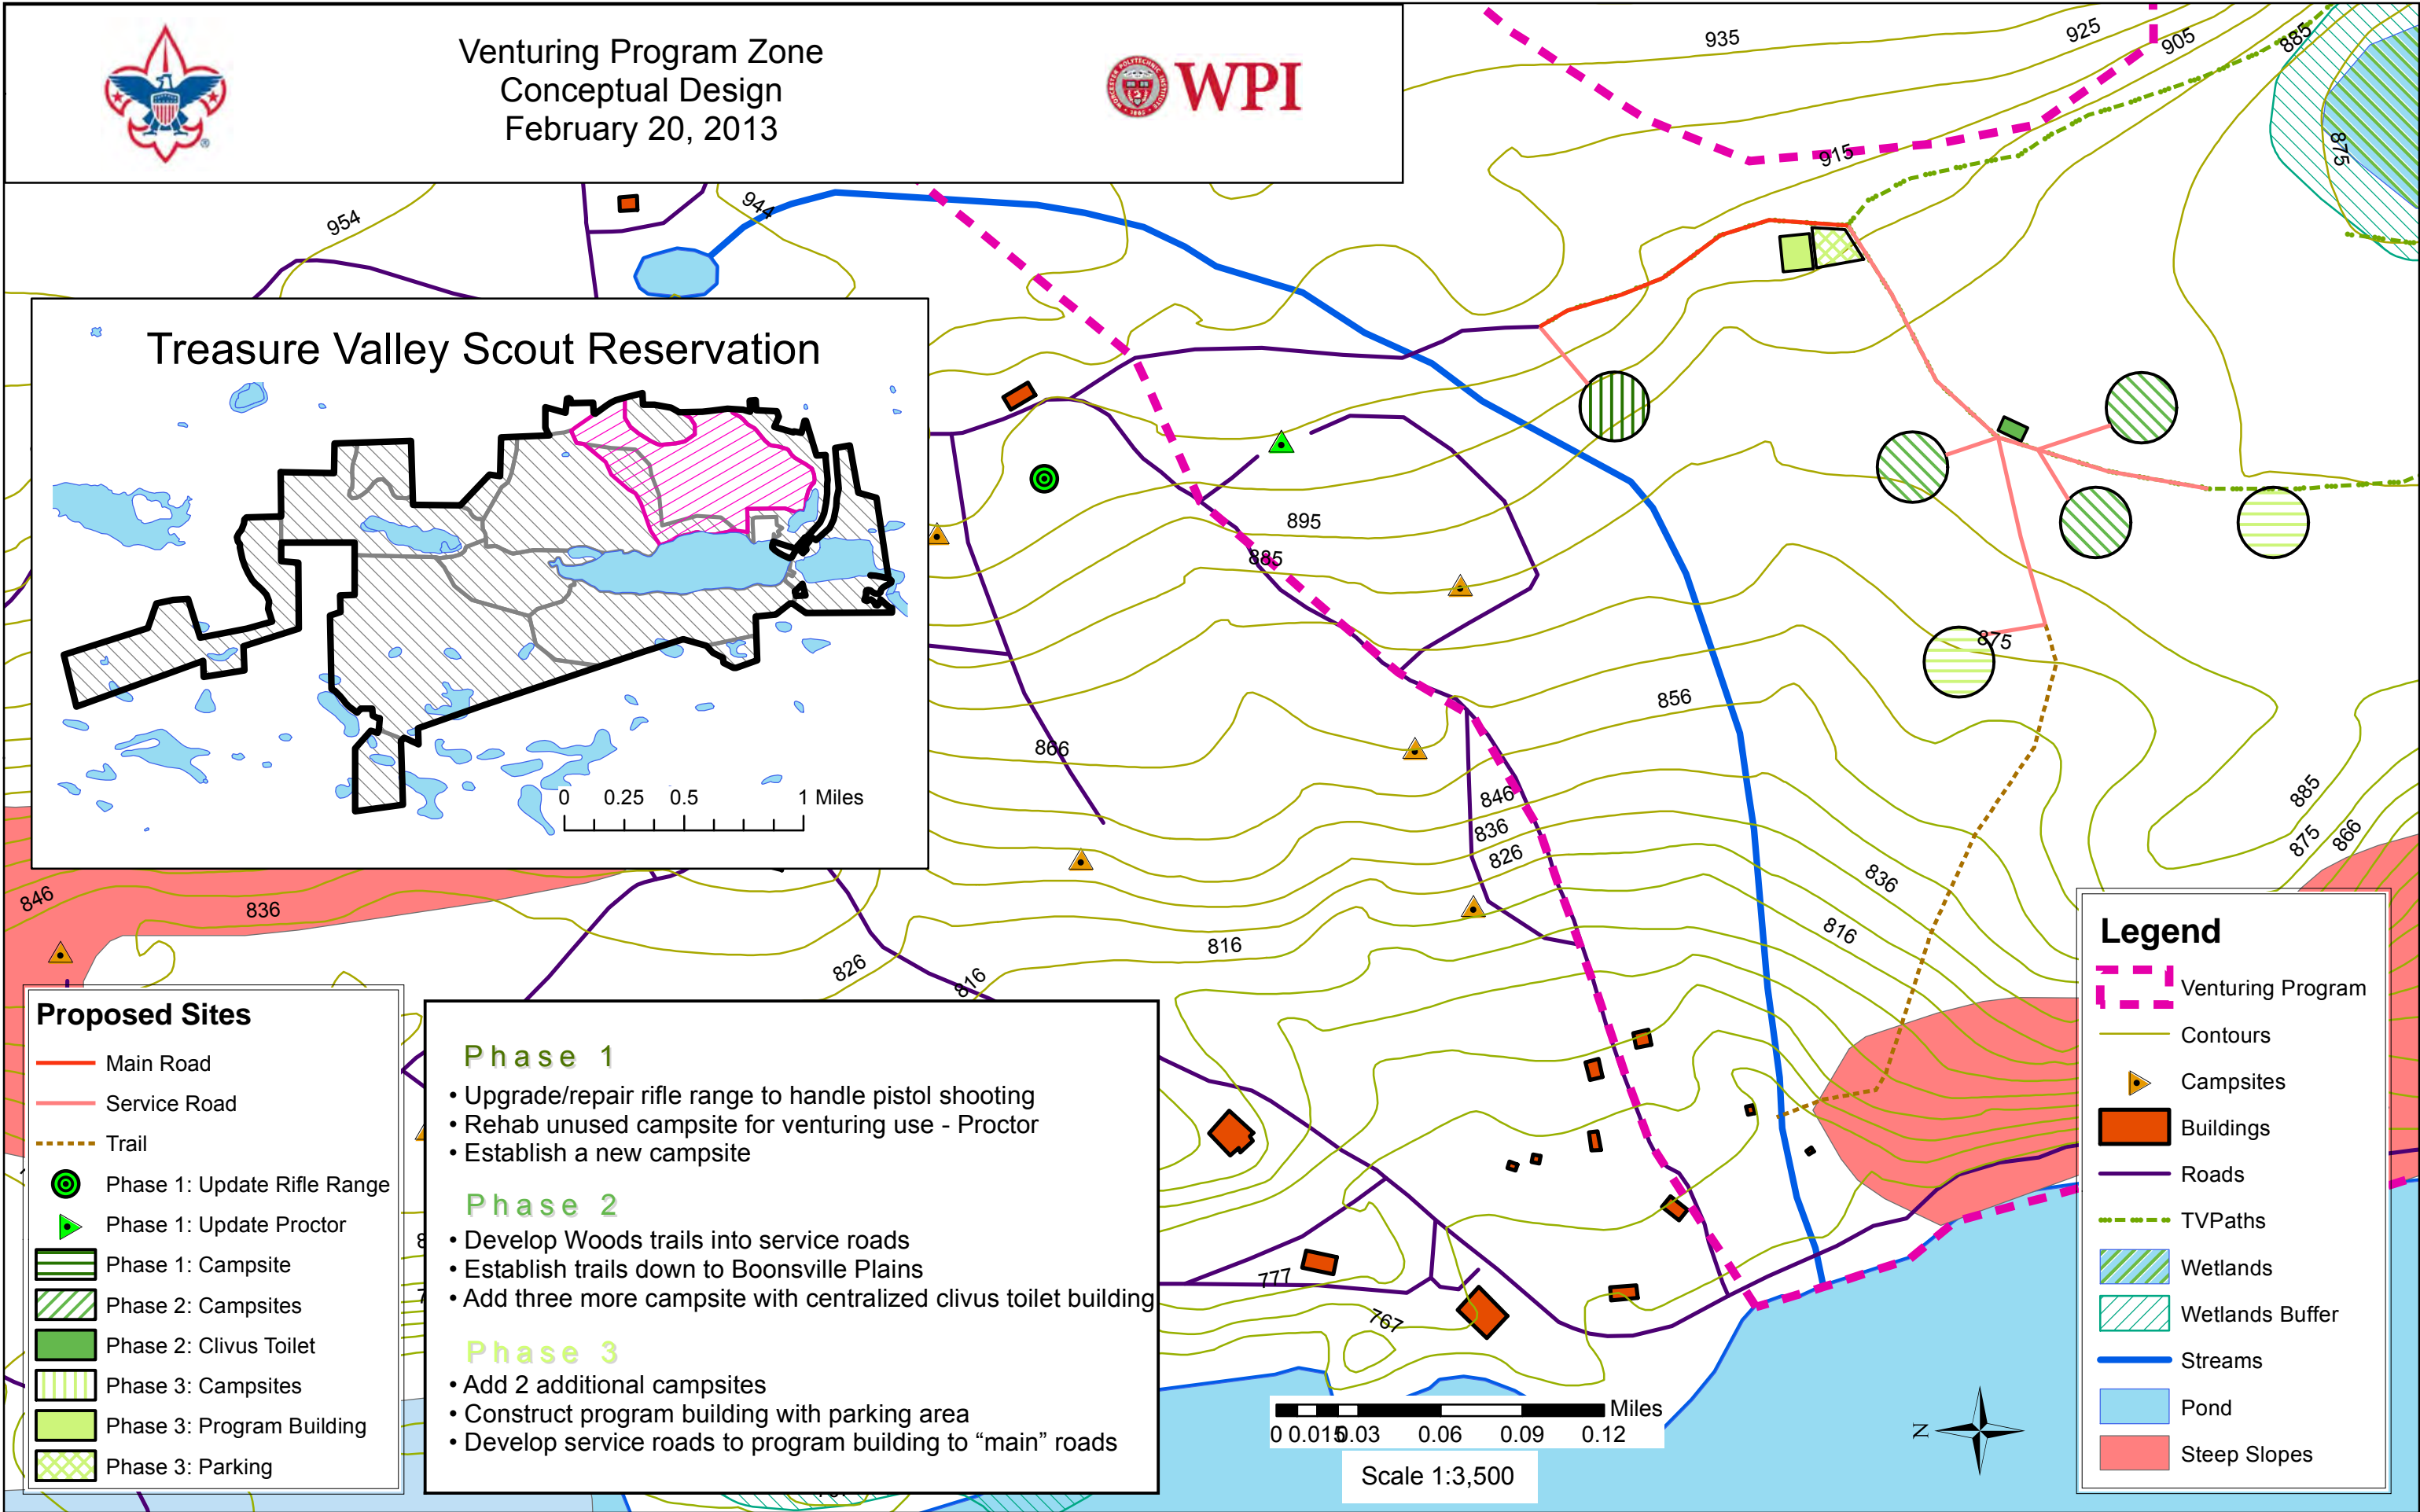 Venturing Program Zone
Conceptual Design
February 20, 2013
WPI
935
925
905
885
915
875
954
944
Treasure Valley Scout Reservation
0 0.25 0.5 1 Miles
895
885
875
856
866
846
836
826
885
875
866
836
816
846
836
816
826
816
777
767
Proposed Sites
Main Road
Service Road
Trail
Phase 1: Update Rifle Range
Phase 1: Update Proctor
Phase 1: Campsite
Phase 2: Campsites
Phase 2: Clivus Toilet
Phase 3: Campsites
Phase 3: Program Building
Phase 3: Parking
Phase 1
• Upgrade/repair rifle range to handle pistol shooting
• Rehab unused campsite for venturing use - Proctor
• Establish a new campsite
Phase 2
• Develop Woods trails into service roads
• Establish trails down to Boonsville Plains
• Add three more campsite with centralized clivus toilet building
Phase 3
• Add 2 additional campsites
• Construct program building with parking area
• Develop service roads to program building to “main” roads
Miles
0 0.015 0.03 0.06 0.09 0.12
Scale 1:3,500
N
Legend
Venturing Program
Contours
Campsites
Buildings
Roads
TVPaths
Wetlands
Wetlands Buffer
Streams
Pond
Steep Slopes